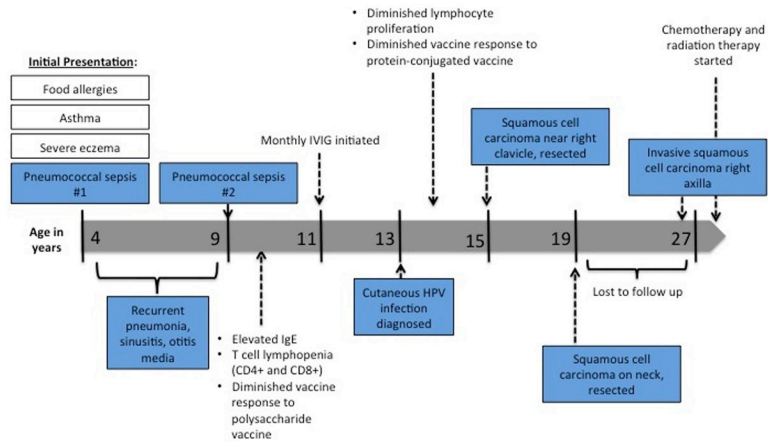 Initial Presentation:
Food allergies
Asthma
Severe eczema
Pneumococcal sepsis
#1
Pneumococcal sepsis
#2
Monthly IVIG initiated
• Diminished lymphocyte
proliferation
• Diminished vaccine response to
protein-conjugated vaccine
Squamous cell
carcinoma near right
clavicle, resected
Chemotherapy and
radiation therapy
started
Invasive squamous
cell carcinoma right
axilla
Age in
years
4
9
11
13
15
19
27
Recurrent
pneumonia,
sinusitis, otitis
media
• Elevated IgE
• T cell lymphopenia
(CD4+ and CD8+)
• Diminished vaccine
response to
polysaccharide
vaccine
Cutaneous HPV
infection
diagnosed
Squamous cell
carcinoma on neck,
resected
Lost to follow up